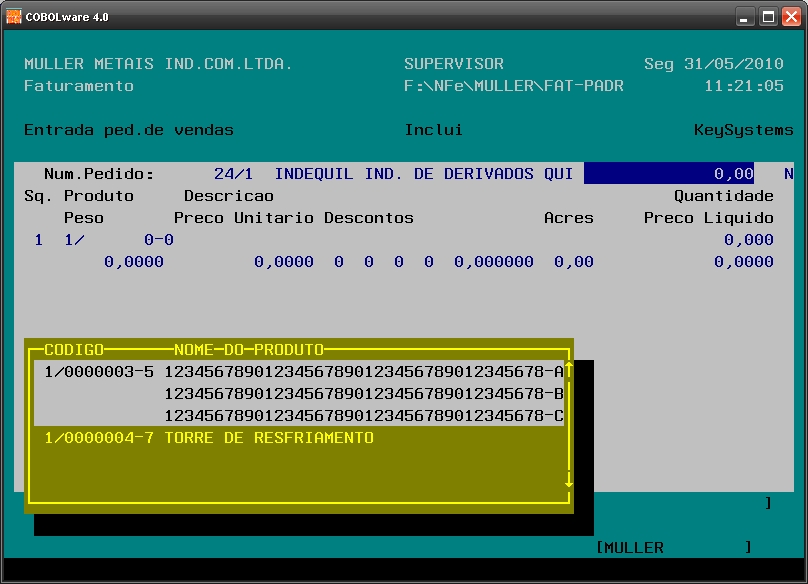 COBOLware 4.0
MULLER METAIS IND.COM.LTDA. SUPERVISOR Seg 31/05/2010
Faturamento F:\NFe\MULLER\FAT-PADR 11:21:05
Entrada ped.de vendas Inclui KeySystems
Num.Pedido: 24/1 INDEQUIL IND. DE DERIVADOS QUI 0,00 N
Sq. Produto Descricao Quantidade
Peso Preco Unitario Descontos Acres Preco Liquido
1 1/ 0-0 0,000
0,0000 0,0000 0 0 0 0 0,000000 0,00 0,0000
CODIGO NOME-DO-PRODUTO
1/0000003-5 12345678901234567890123456789012345678-A
12345678901234567890123456789012345678-B
12345678901234567890123456789012345678-C
1/0000004-7 TORRE DE RESFRIAMENTO
]
[MULLER ]